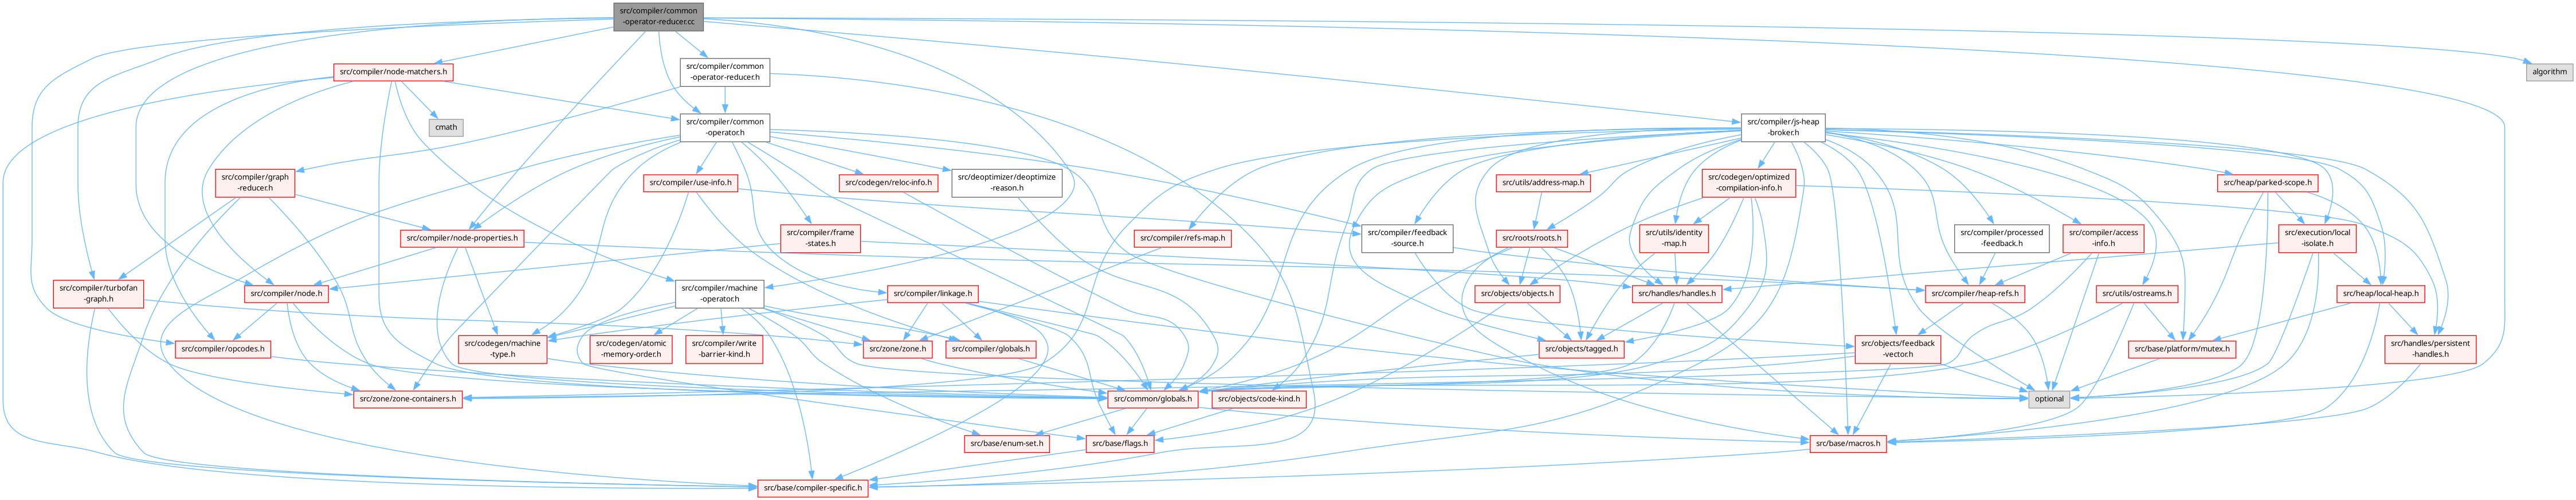 src/compiler/common
-operator-reducer.cc
src/compiler/node-matchers.h
src/compiler/common
-operator-reducer.h
algorithm
cmath
src/compiler/common
-operator.h
src/compiler/js-heap
-broker.h
src/compiler/graph
-reducer.h
src/compiler/use-info.h
src/codegen/reloc-info.h
src/deoptimizer/deoptimize
-reason.h
src/utils/address-map.h
src/codegen/optimized
-compilation-info.h
src/heap/parked-scope.h
src/compiler/node-properties.h
src/compiler/frame
-states.h
src/compiler/refs-map.h
src/compiler/feedback
-source.h
src/roots/roots.h
src/utils/identity
-map.h
src/compiler/processed
-feedback.h
src/compiler/access
-info.h
src/execution/local
-isolate.h
src/compiler/turbofan
-graph.h
src/compiler/node.h
src/compiler/machine
-operator.h
src/compiler/linkage.h
src/objects/objects.h
src/handles/handles.h
src/compiler/heap-refs.h
src/utils/ostreams.h
src/heap/local-heap.h
src/compiler/opcodes.h
src/codegen/machine
-type.h
src/codegen/atomic
-memory-order.h
src/compiler/write
-barrier-kind.h
src/zone/zone.h
src/compiler/globals.h
src/objects/tagged.h
src/objects/feedback
-vector.h
src/base/platform/mutex.h
src/handles/persistent
-handles.h
src/zone/zone-containers.h
src/common/globals.h
src/objects/code-kind.h
optional
src/base/enum-set.h
src/base/flags.h
src/base/macros.h
src/base/compiler-specific.h